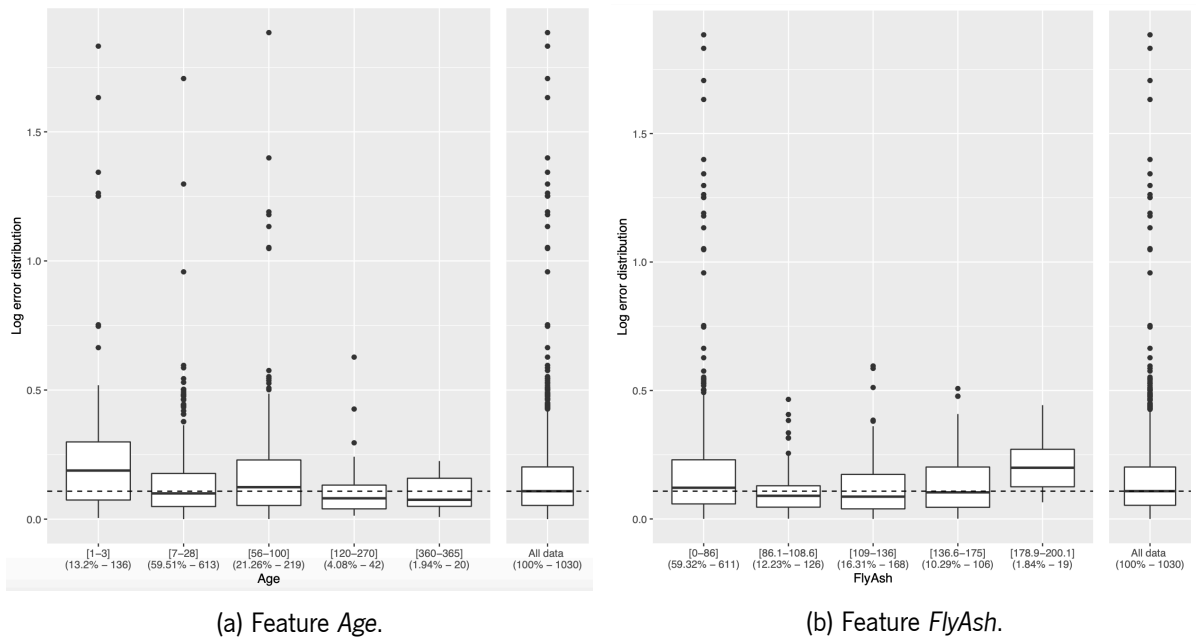 Log error distribution
1.5
1.0
0.5
0.0
[1–3] [7–28] [56–100] [120–270] [360–365] All data
(13.2% – 136) (59.51% – 613) (21.26% – 219) (4.08% – 42) (1.94% – 20) (100% – 1030)
Age
(a) Feature Age.
Log error distribution
1.5
1.0
0.5
0.0
[0–86] [86.1–108.6] [109–136] [136.6–175] [178.9–200.1] All data
(59.32% – 611) (12.23% – 126) (16.31% – 168) (10.29% – 106) (1.84% – 19) (100% – 1030)
FlyAsh
(b) Feature FlyAsh.